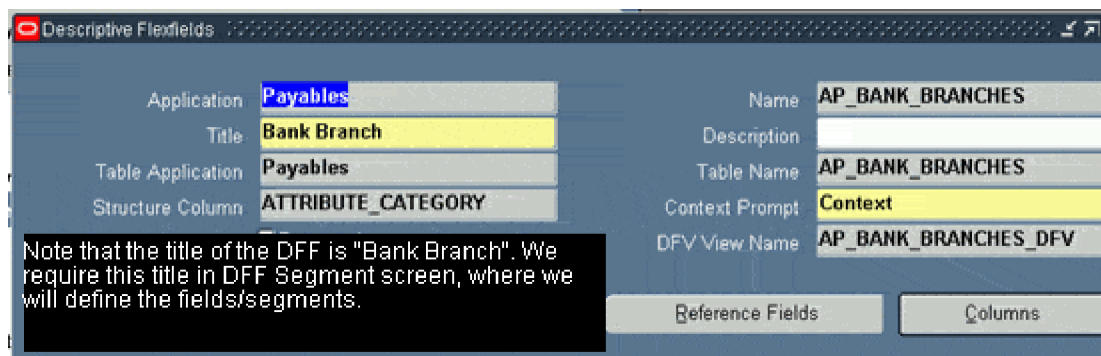 Descriptive Flexfields
Application Payables Name AP_BANK_BRANCHES
Title Bank Branch Description
Table Application Payables Table Name AP_BANK_BRANCHES
Structure Column ATTRIBUTE_CATEGORY Context Prompt Context
DFV View Name AP_BANK_BRANCHES_DFV
Note that the title of the DFF is "Bank Branch". We
require this title in DFF Segment screen, where we
will define the fields/segments.
Reference Fields Columns